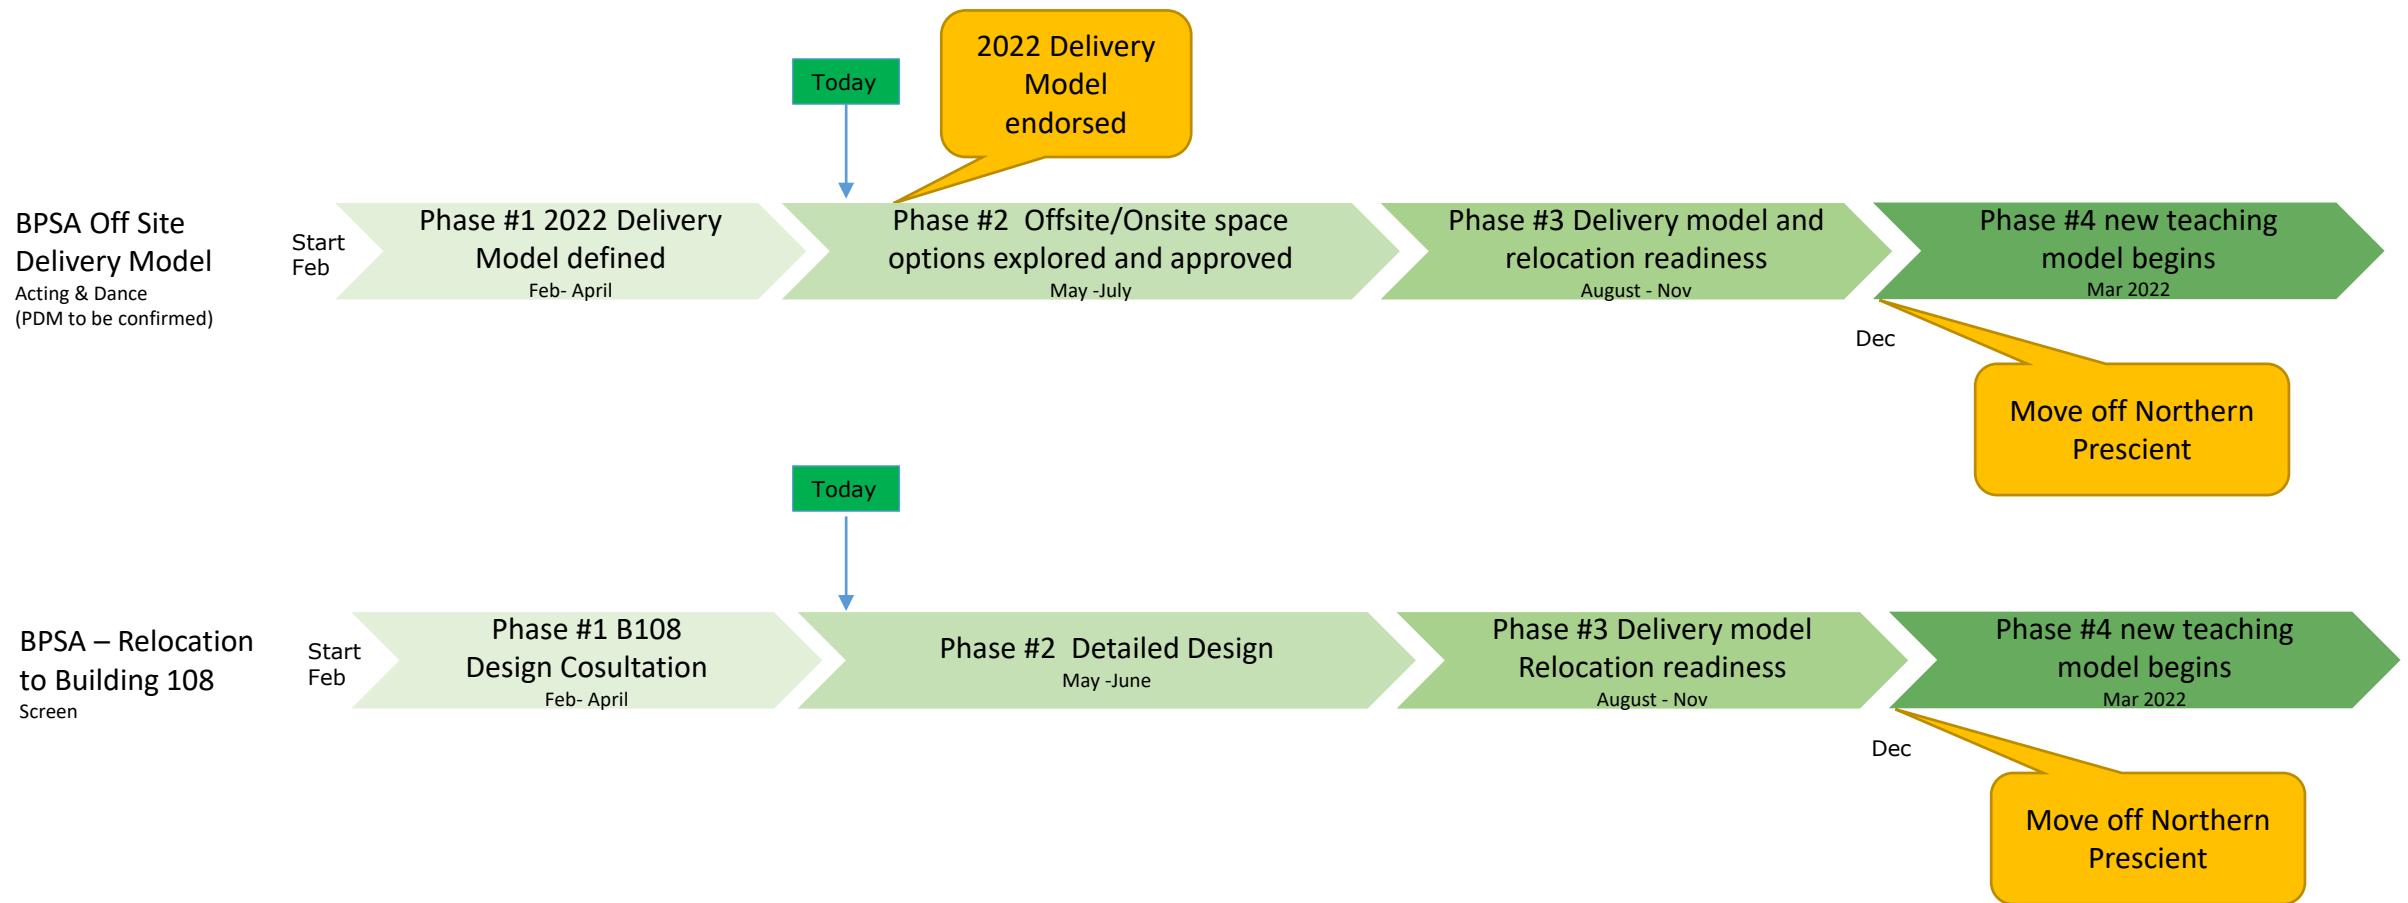 2022 Delivery
Model
endorsed
Today
BPSA Off Site
Delivery Model
Acting & Dance
(PDM to be confirmed)
Start
Feb
Phase #1 2022 Delivery
Model defined
Feb- April
Phase #2  Offsite/Onsite space
options explored and approved
May -July
Phase #3 Delivery model and
relocation readiness
August - Nov
Phase #4 new teaching
model begins
Mar 2022
Dec
Move off Northern
Prescient
Today
BPSA – Relocation
to Building 108
Screen
Start
Feb
Phase #1 B108
Design Cosultation
Feb- April
Phase #2  Detailed Design
May -June
Phase #3 Delivery model
Relocation readiness
August - Nov
Phase #4 new teaching
model begins
Mar 2022
Dec
Move off Northern
Prescient